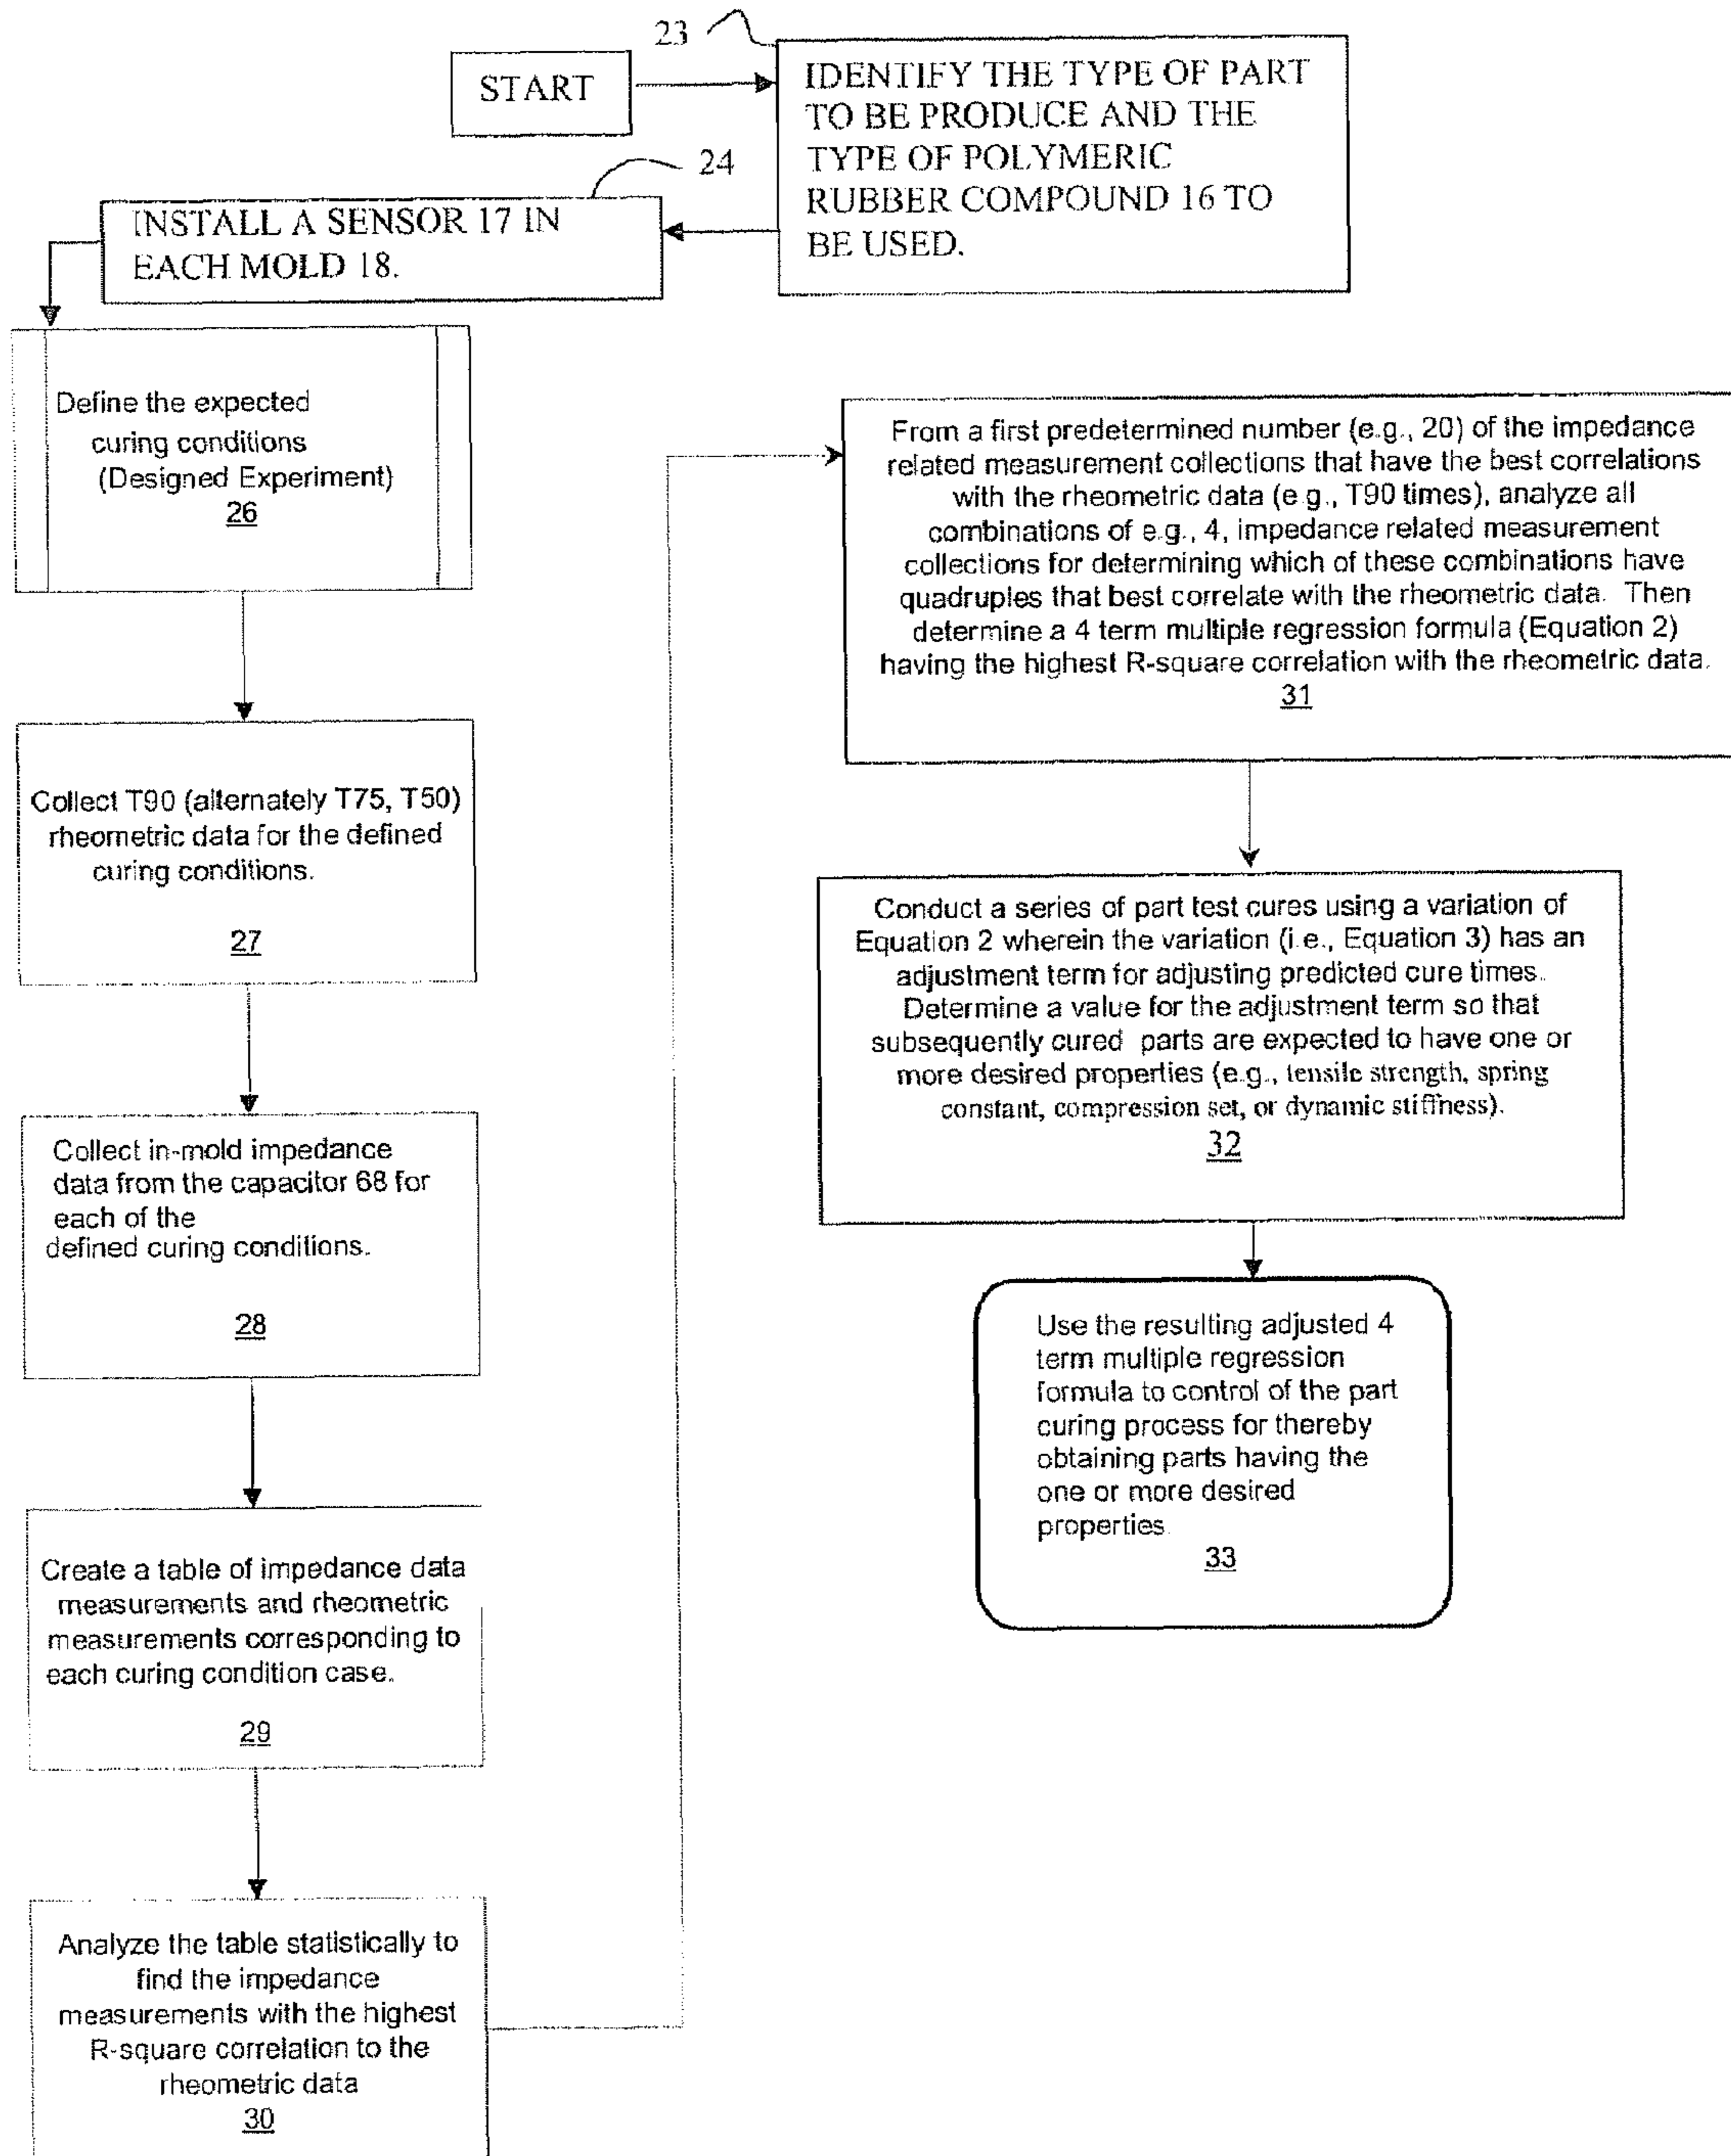 23
START
IDENTIFY THE TYPE OF PART
TO BE PRODUCE AND THE
TYPE OF POLYMERIC
RUBBER COMPOUND 16 TO
BE USED.
24
INSTALL A SENSOR 17 IN
EACH MOLD 18.
Define the expected
curing conditions
(Designed Experiment)
26
Collect T90 (alternately T75, T50)
rheometric data for the defined
curing conditions.
27
Collect in-mold impedance
data from the capacitor 68 for
each of the
defined curing conditions.
28
Create a table of impedance data
measurements and rheometric
measurements corresponding to
each curing condition case.
29
Analyze the table statistically to
find the impedance
measurements with the highest
R-square correlation to the
rheometric data
30
From a first predetermined number (e.g., 20) of the impedance
related measurement collections that have the best correlations
with the rheometric data (e.g., T90 times), analyze all
combinations of e.g., 4, impedance related measurement
collections for determining which of these combinations have
quadruples that best correlate with the rheometric data. Then
determine a 4 term multiple regression formula (Equation 2)
having the highest R-square correlation with the rheometric data.
31
Conduct a series of part test cures using a variation of
Equation 2 wherein the variation (i.e., Equation 3) has an
adjustment term for adjusting predicted cure times.
Determine a value for the adjustment term so that
subsequently cured parts are expected to have one or
more desired properties (e.g., tensile strength, spring
constant, compression set, or dynamic stiffness).
32
Use the resulting adjusted 4
term multiple regression
formula to control of the part
curing process for thereby
obtaining parts having the
one or more desired
properties.
33